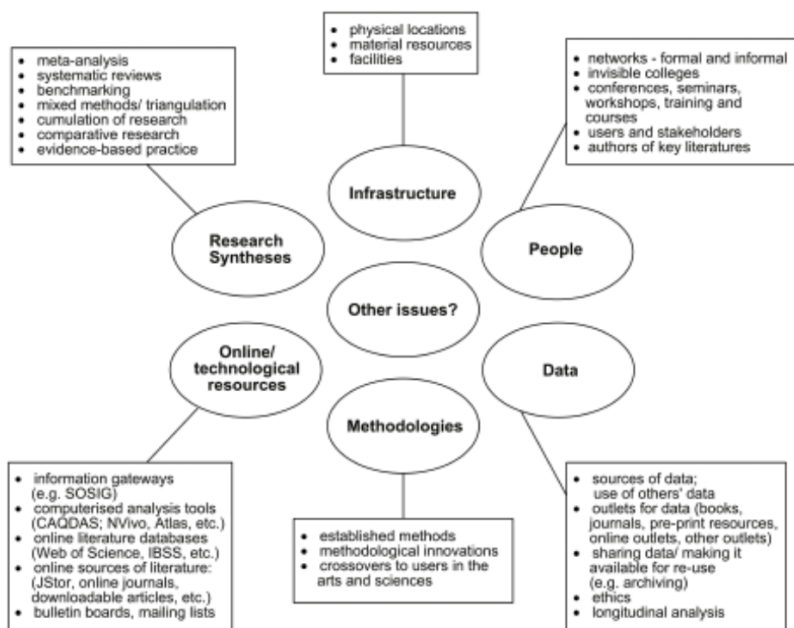 • physical locations
• material resources
• facilities
• meta-analysis
• systematic reviews
• benchmarking
• mixed methods/ triangulation
• cumulation of research
• comparative research
• evidence-based practice
• networks - formal and informal
• invisible colleges
• conferences, seminars,
workshops, training and
courses
• users and stakeholders
• authors of key literatures
Infrastructure
Research
Syntheses
People
Other issues?
Online/
technological
resources
Data
Methodologies
• information gateways
(e.g. SOSIG)
• computerised analysis tools
(CAQDAS; NVivo, Atlas, etc.)
• online literature databases
(Web of Science, IBSS, etc.)
• online sources of literature:
(JStor, online journals,
downloadable articles, etc.)
• bulletin boards, mailing lists
• established methods
• methodological innovations
• crossovers to users in the
arts and sciences
• sources of data;
use of others' data
• outlets for data (books,
journals, pre-print resources,
online outlets, other outlets)
• sharing data/ making it
available for re-use
(e.g. archiving)
• ethics
• longitudinal analysis